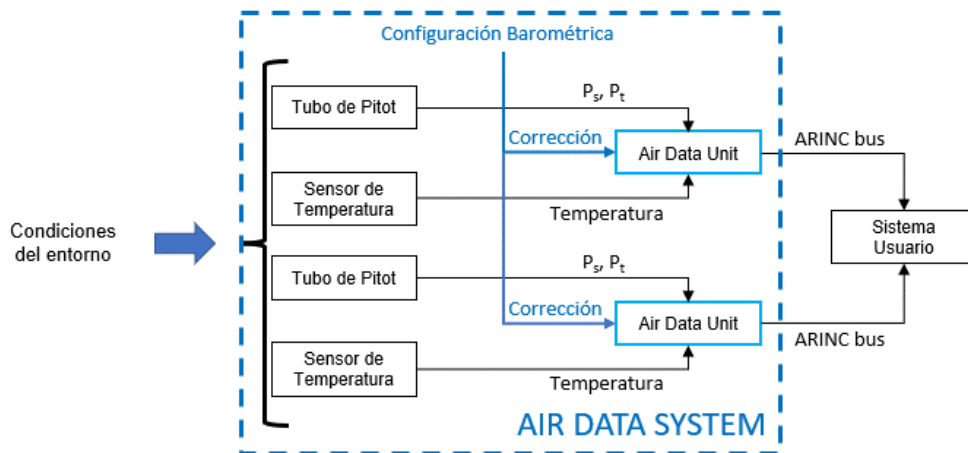 Configuración Barométrica
Tubo de Pitot
Ps, Pt
Corrección
Air Data Unit
ARINC bus
Sensor de
Temperatura
Temperatura
Condiciones
del entorno
Sistema
Usuario
Tubo de Pitot
Ps, Pt
Corrección
Air Data Unit
ARINC bus
Sensor de
Temperatura
Temperatura
AIR DATA SYSTEM